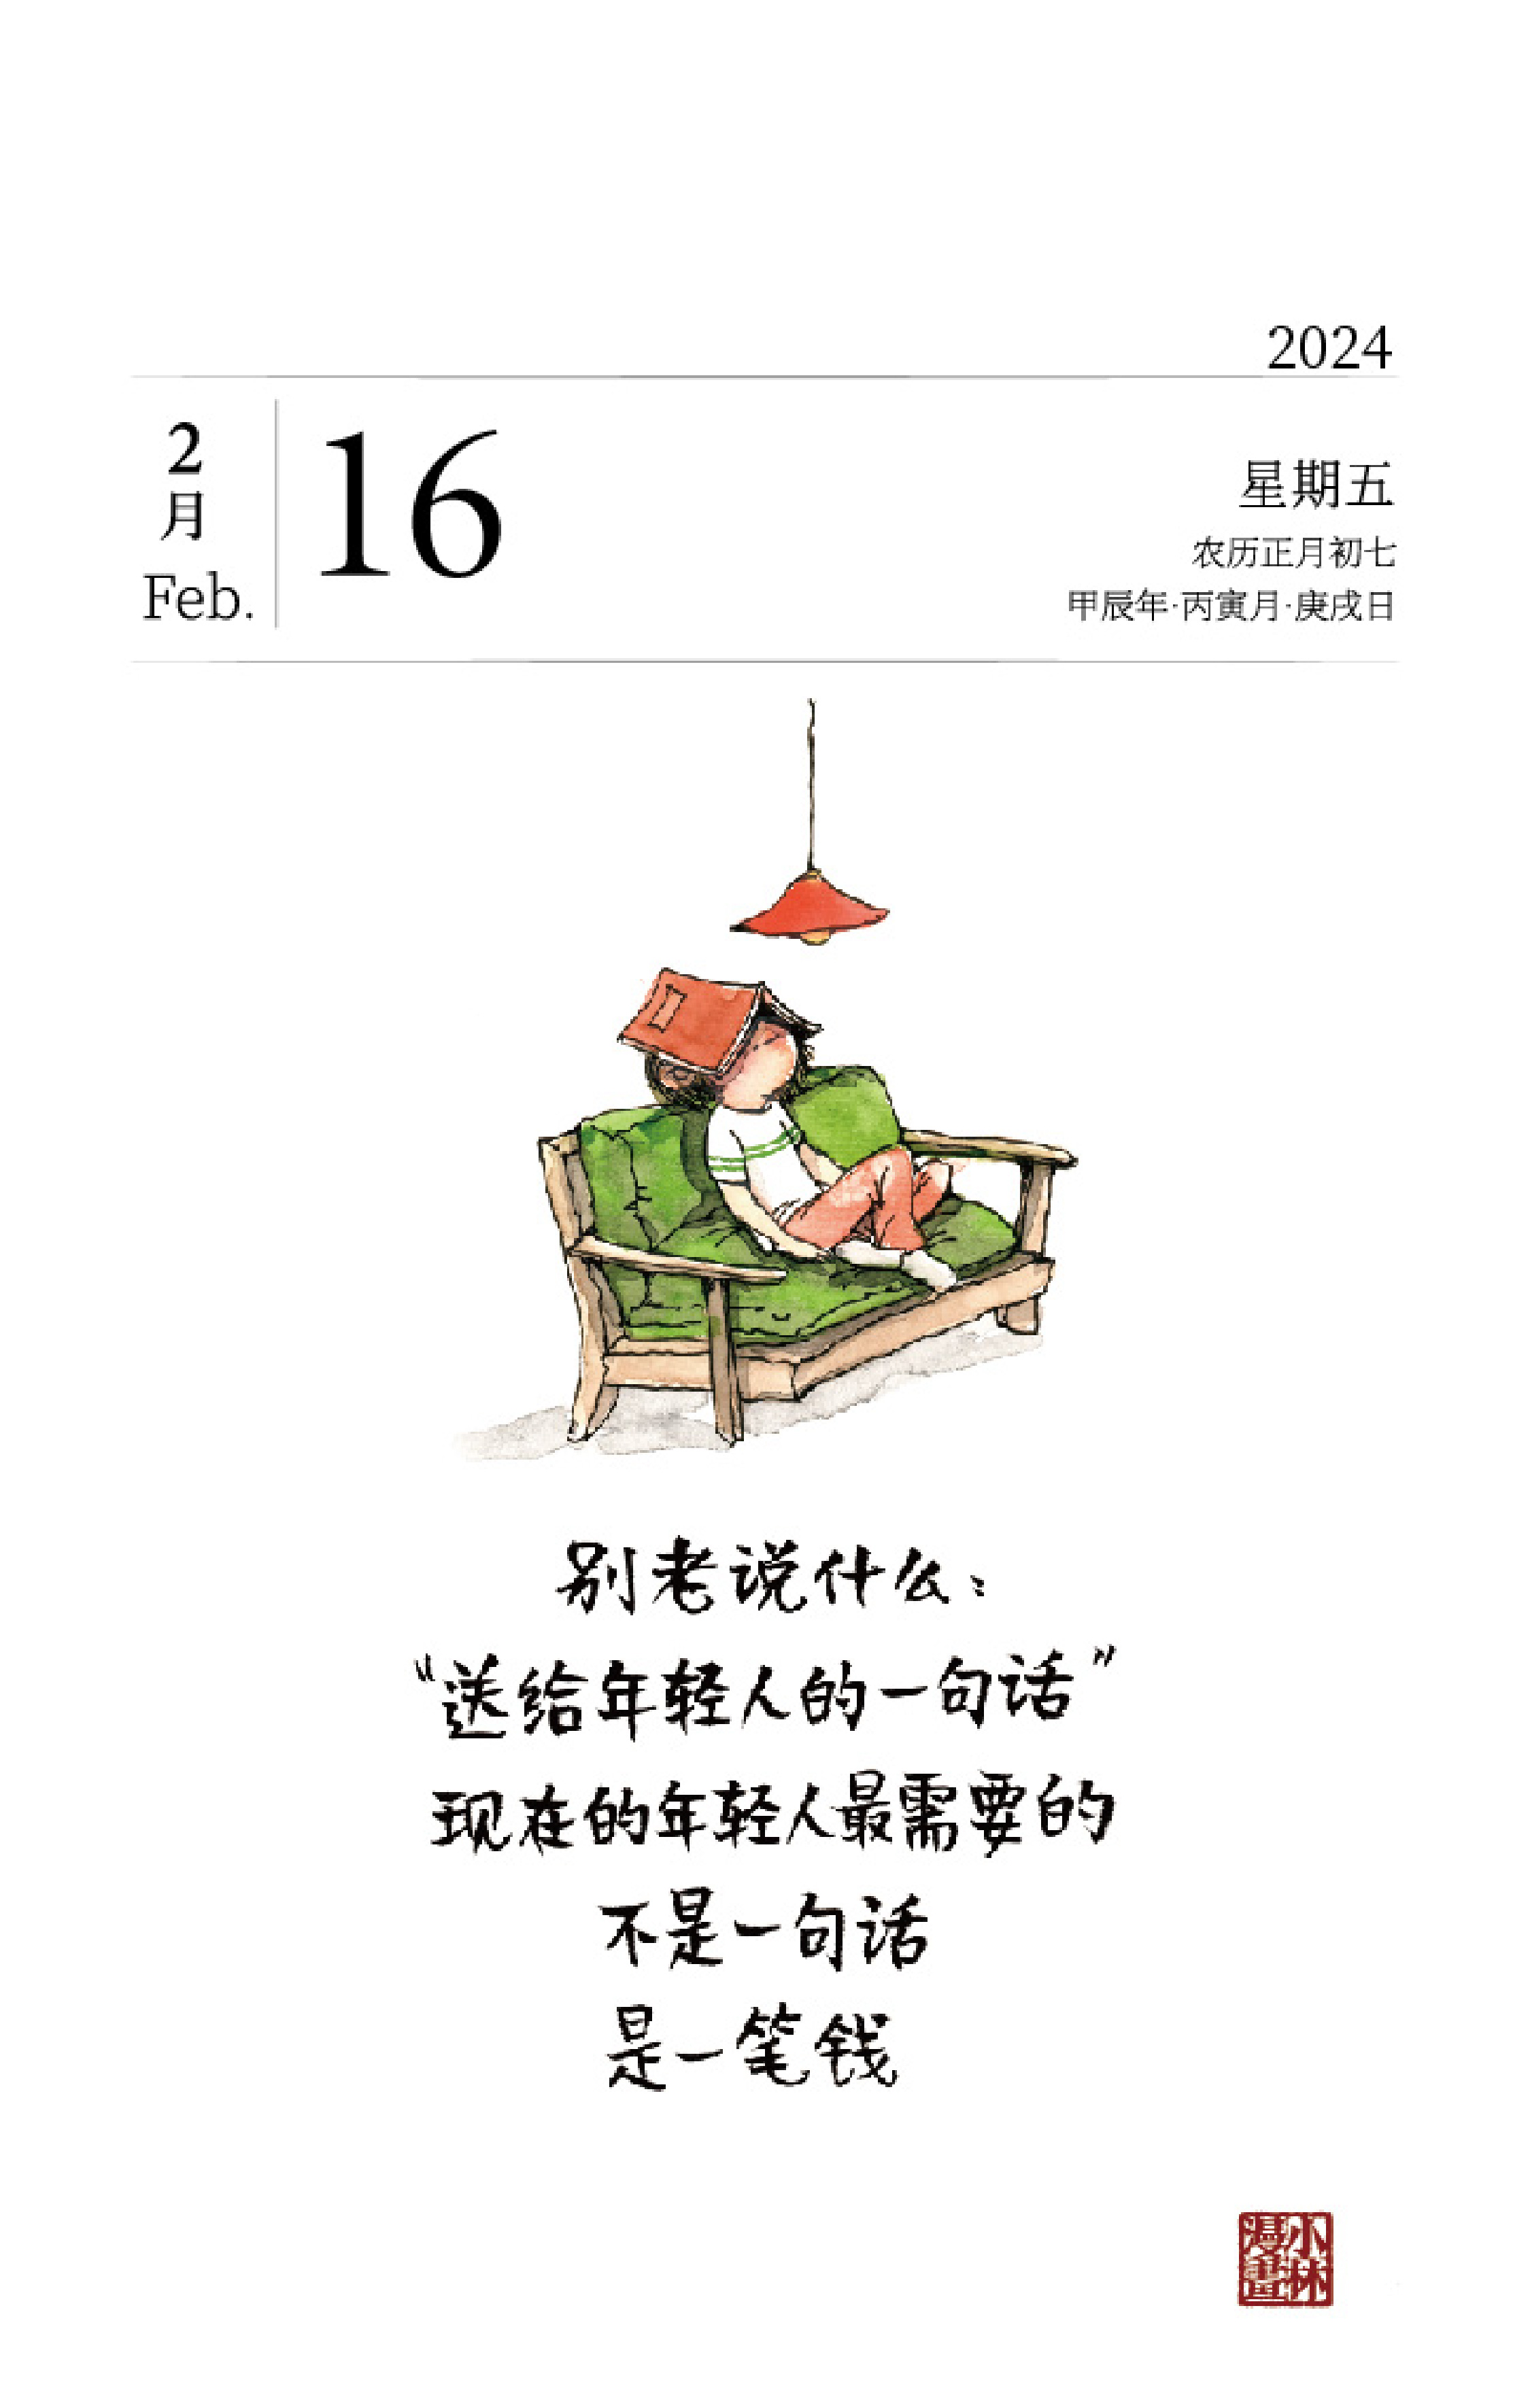 2024
2
月
Feb.
16
星期五
农历正月初七
甲辰年·丙寅月·庚戌日
别老说什么：
“送给年轻人的一句话”
现在的年轻人最需要的
不是一句话
是一笔钱
小林
漫畫